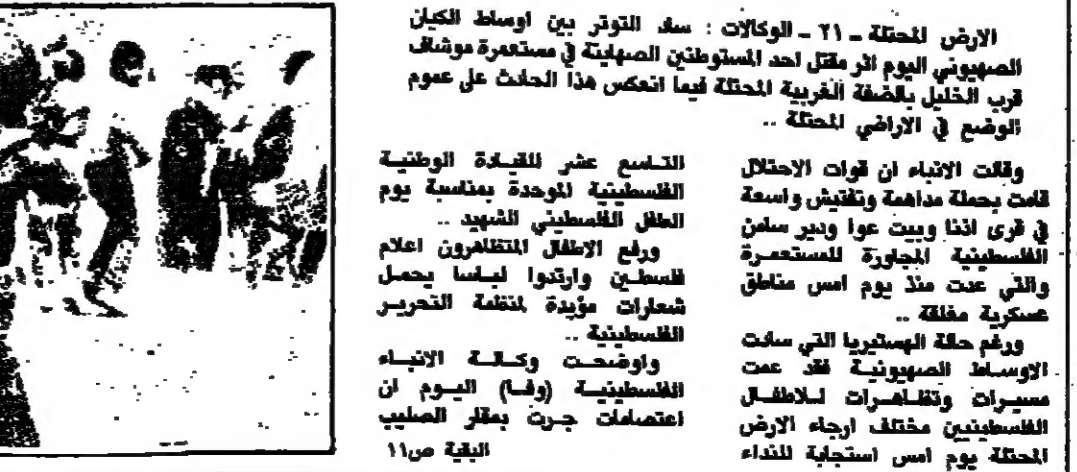 الارض المحتلة ـ ٢١ ـ الوكالات : ساد التوتر بين اوساط الكيان
الصهيوني اليوم اثر مقتل احد المستوطنين الصهاينة في مستعمرة موشاف
قرب الخليل بالضفة الغربية المحتلة فيما انعكس هذا الحادث على عموم
الوضع في الاراضي المحتلة ..
وقالت الانباء ان قوات الاحتلال
قامت بحملة مداهمة وتفتيش واسعة
في قرى اذنا وبيت عوا ودير سامن
الفلسطينية المجاورة للمستعمرة
والتي عدت منذ يوم امس مناطق
عسكرية مغلقة ..
ورغم حالة الهستيريا التي سادت
الاوساط الصهيونية فقد عمت
مسيرات وتظاهرات للاطفال
الفلسطينيين مختلف ارجاء الارض
المحتلة يوم امس استجابة للنداء
التاسع عشر للقيادة الوطنية
الفلسطينية الموحدة بمناسبة يوم
الطفل الفلسطيني الشهيد ..
ورفع الاطفال المتظاهرون اعلام
فلسطين وارتدوا لباسا يحمل
شعارات مؤيدة لمنظمة التحرير
الفلسطينية ..
واوضحت وكالة الانباء
الفلسطينية (وفا) اليوم ان
اعتصامات جرت بمقار الصليب
البقية ص١١